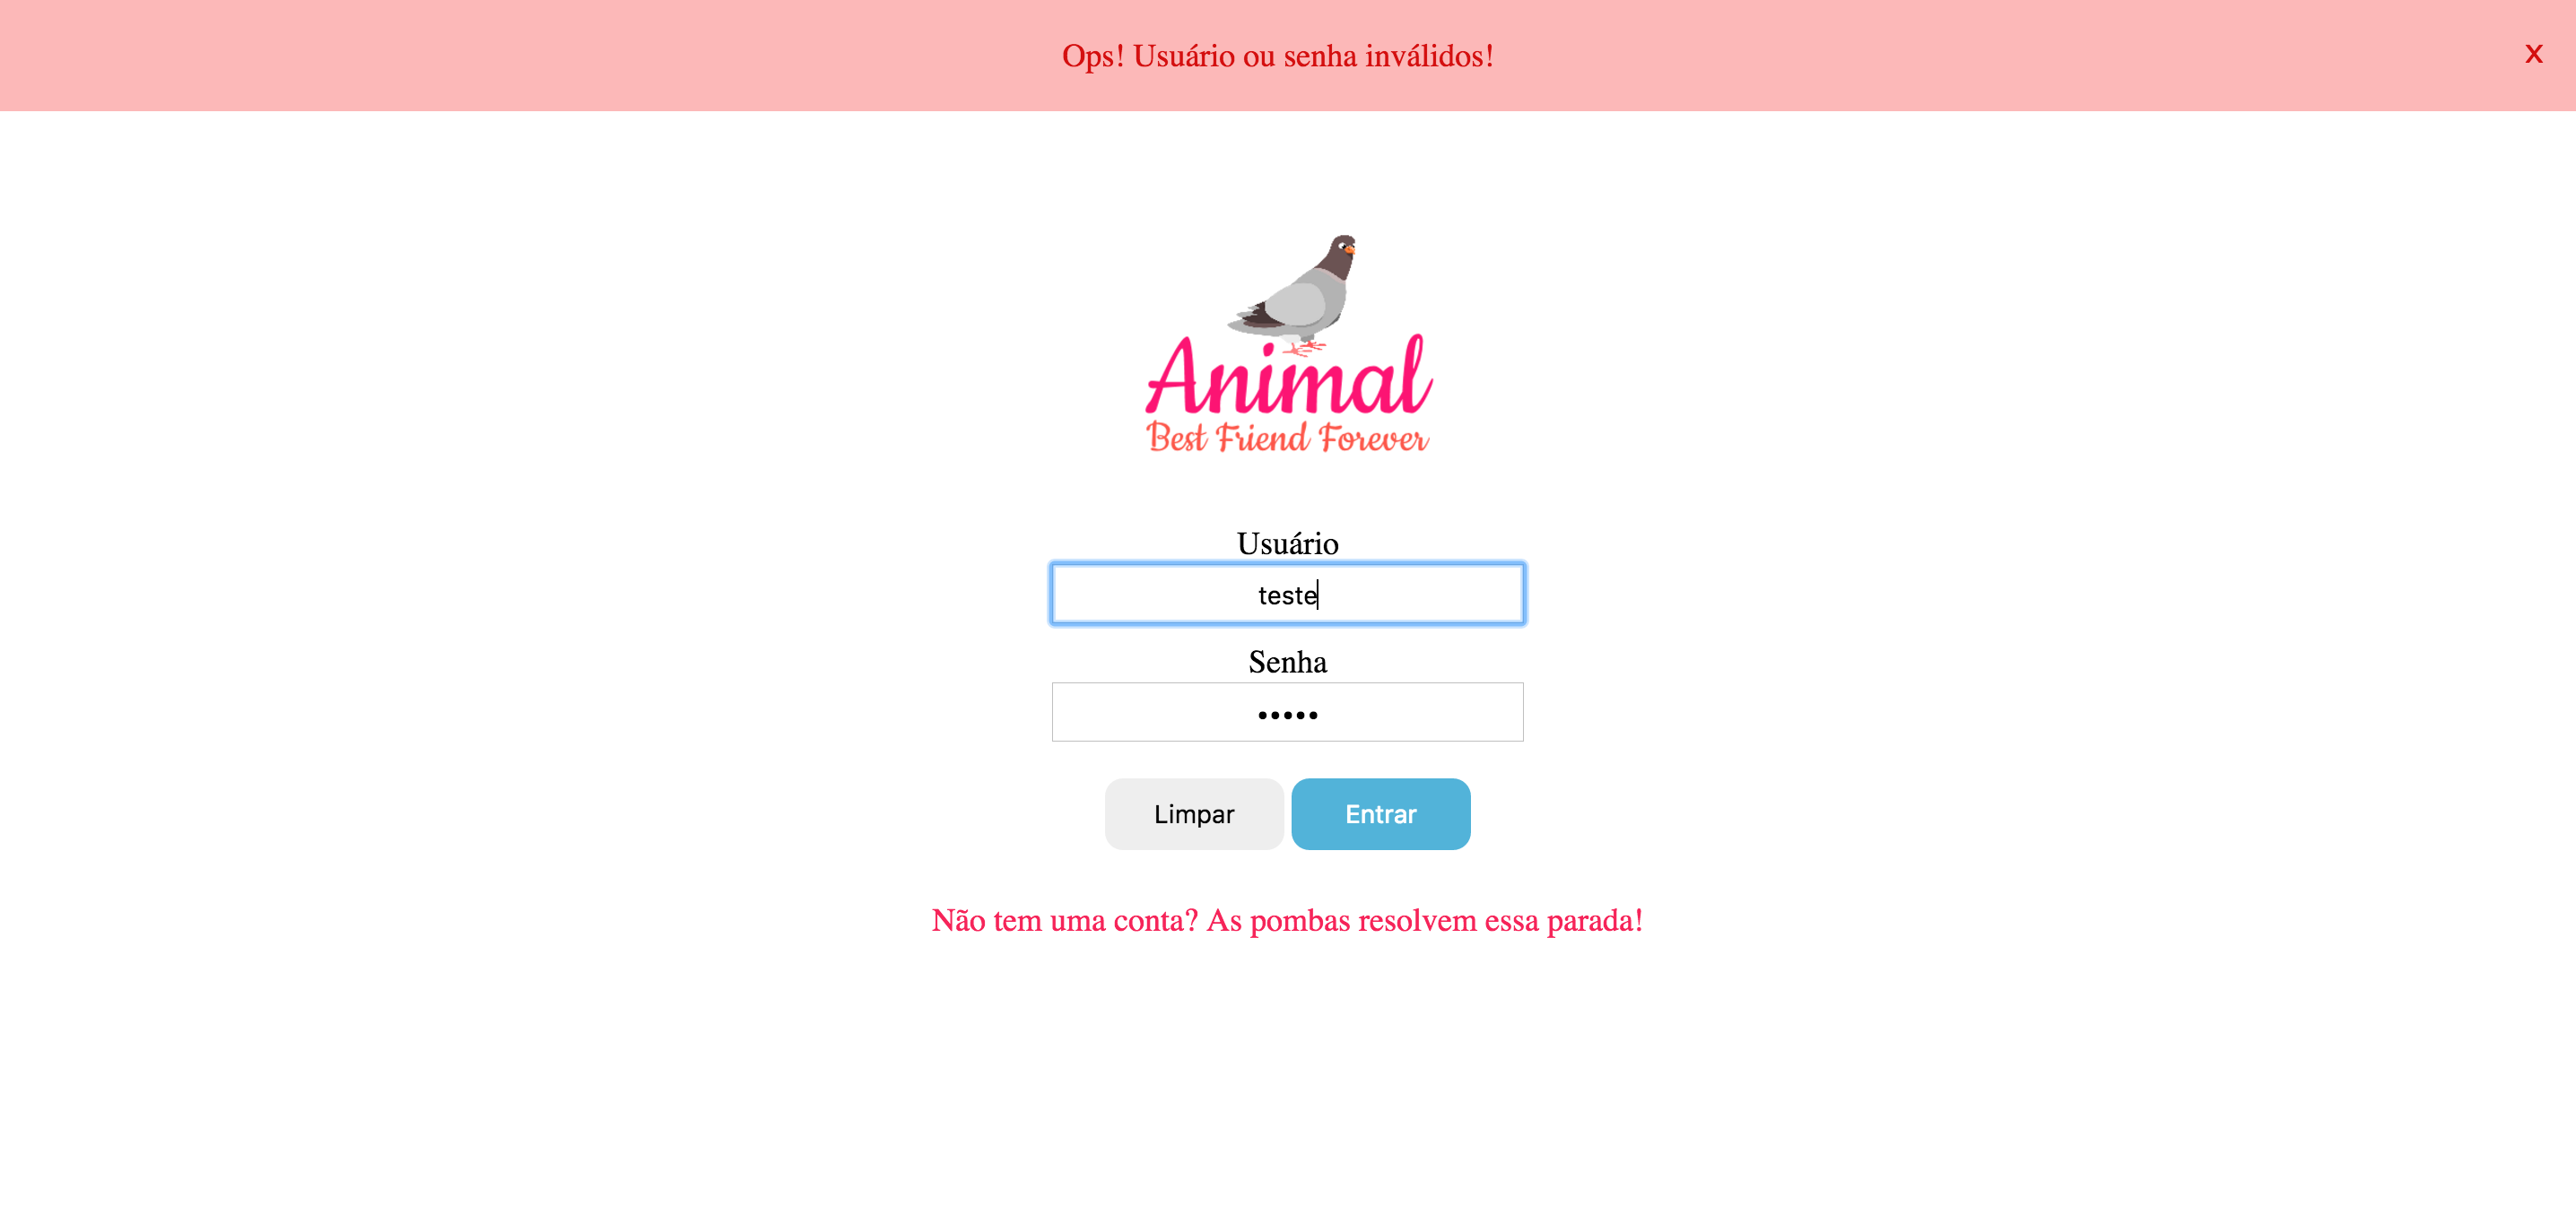 Ops! Usuário ou senha inválidos!
x
Animal
Best Friend Forever
Usuário
teste
Senha
•••••
Limpar Entrar
Não tem uma conta? As pombas resolvem essa parada!